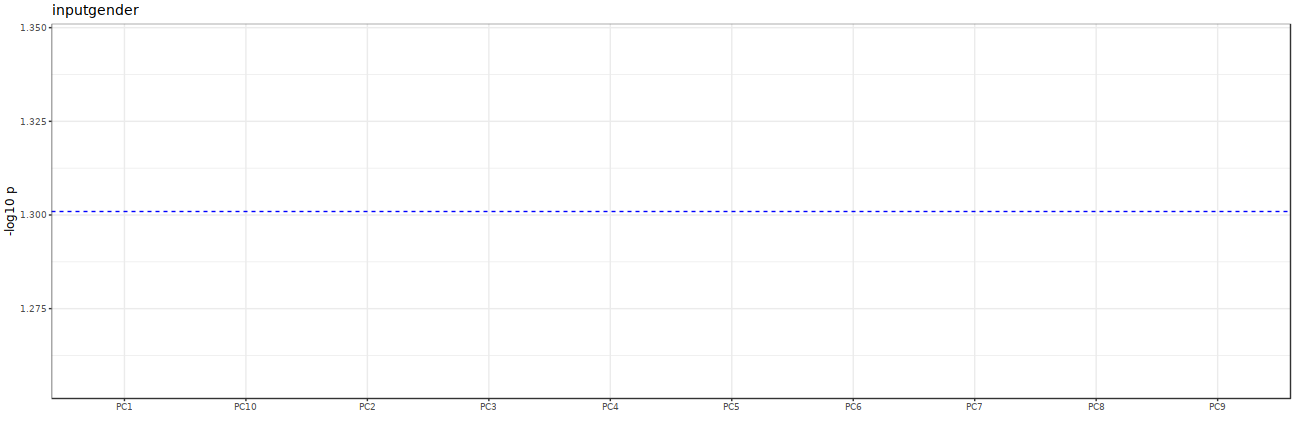 inputgender
1.350
1.325
1.300
1.275
-log10 p
PC1 PC10 PC2 PC3 PC4 PC5 PC6 PC7 PC8 PC9